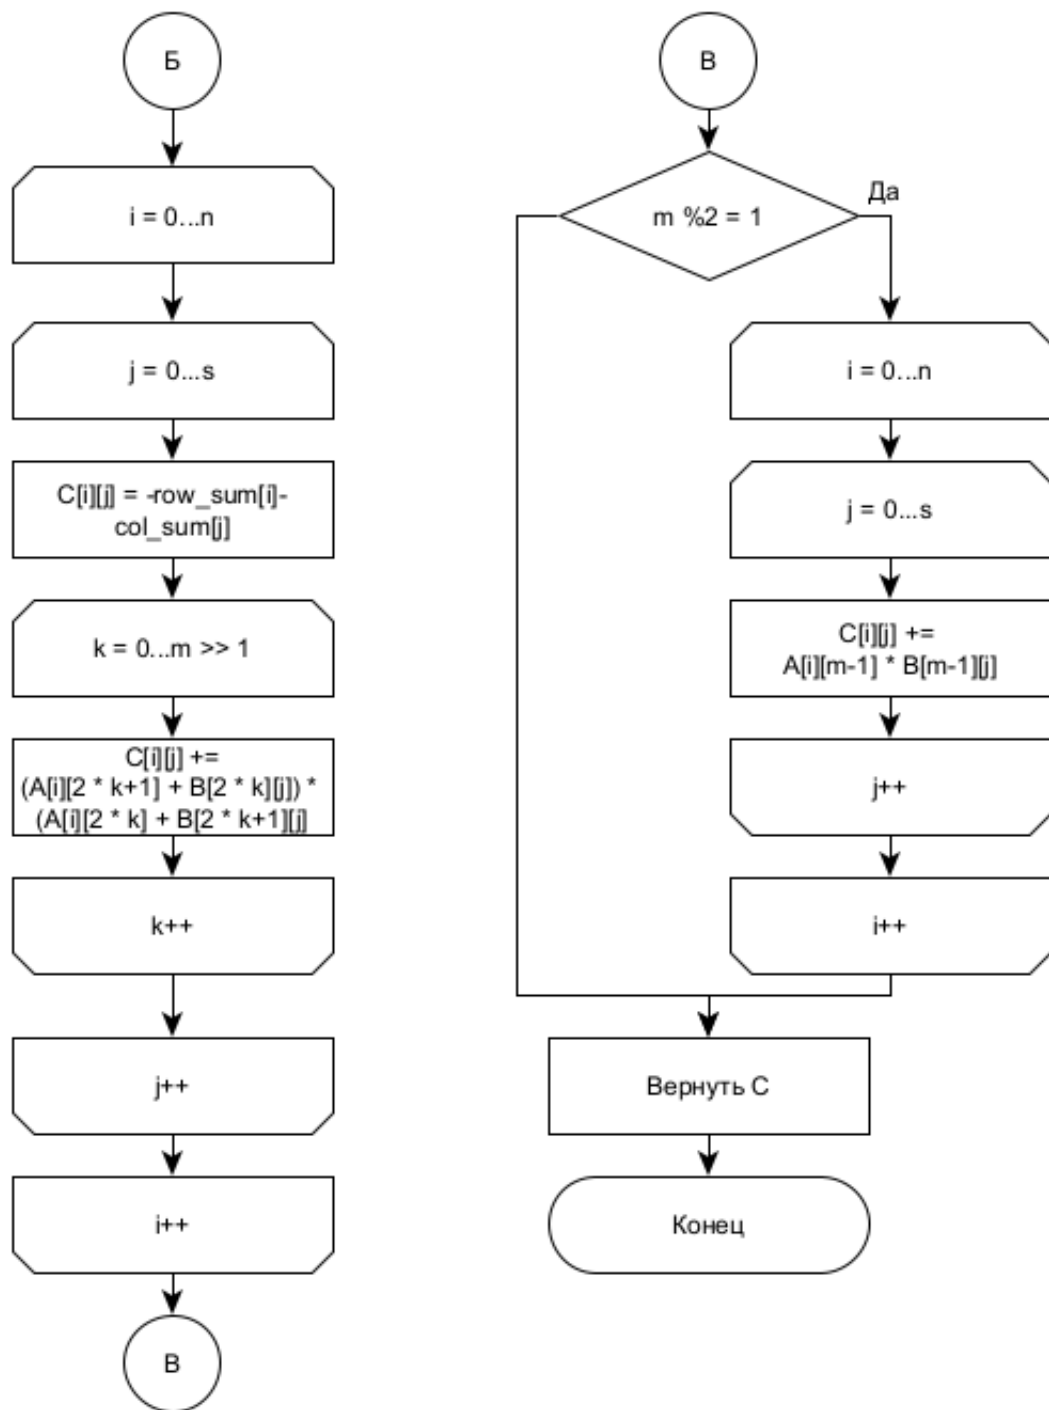 Б
i = 0...n
j = 0...s
C[i][j] = -row_sum[i]-
col_sum[j]
k = 0...m >> 1
C[i][j] +=
(A[i][2 * k+1] + B[2 * k][j]) *
(A[i][2 * k] + B[2 * k+1][j]
k++
j++
i++
В
В
m %2 = 1
Да
i = 0...n
j = 0...s
C[i][j] +=
A[i][m-1] * B[m-1][j]
j++
i++
Вернуть С
Конец